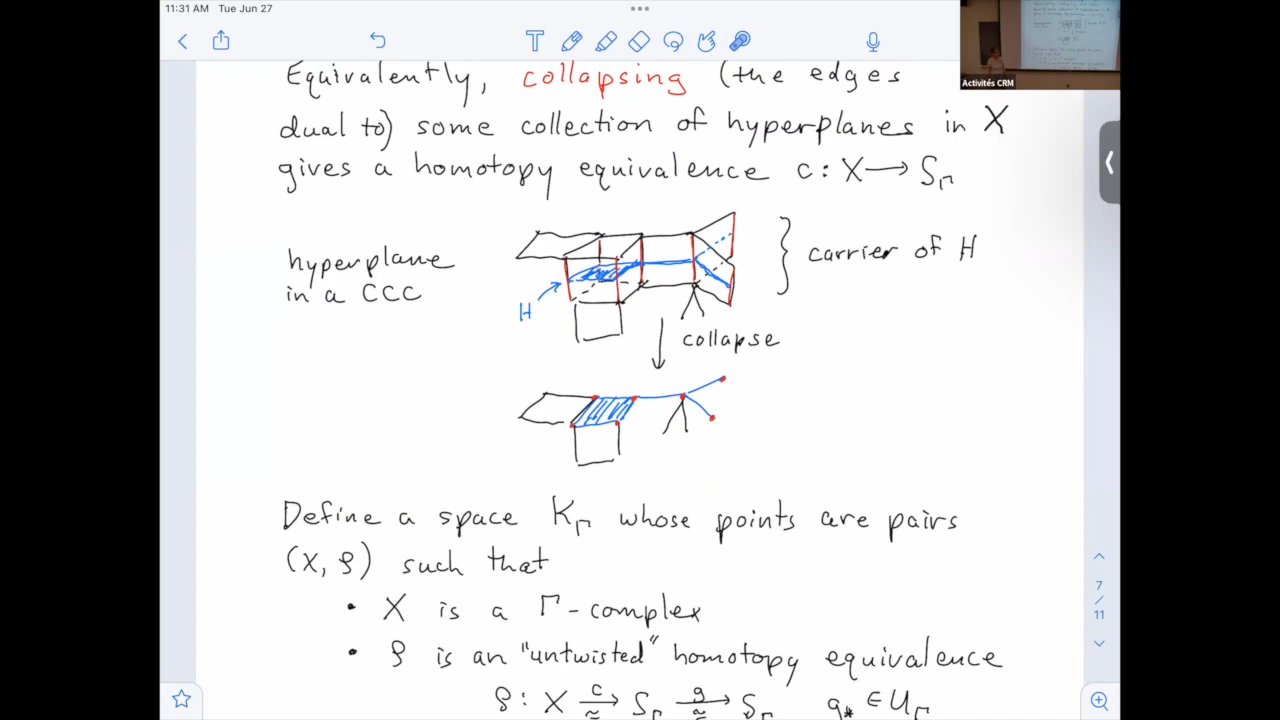 11:31 AM Tue Jun 27
Activités CRM
Equivalently, collapsing (the edges
dual to) some collection of hyperplanes in X
gives a homotopy equivalence c: X → S_Γ
hyperplane
in a CCC
H
} carrier of H
collapse
Define a space K_Γ whose points are pairs
(X, ρ) such that
• X is a Γ-complex
• ρ is an "untwisted" homotopy equivalence
ρ: X \xrightarrow[≃]{c} S_Γ \xrightarrow[≃]{g} S_Γ g_* ∈ U_Γ
7
/
11